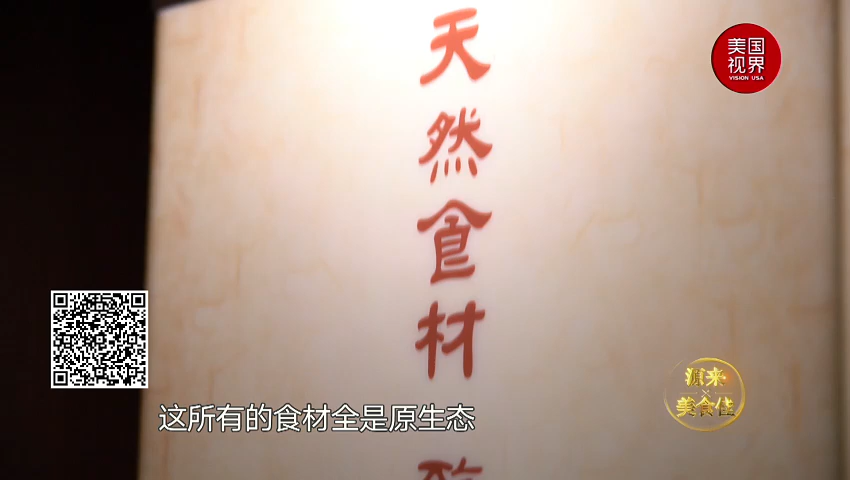 天然食材
美国
视界
VISION USA
源来
美食佳
这所有的食材全是原生态